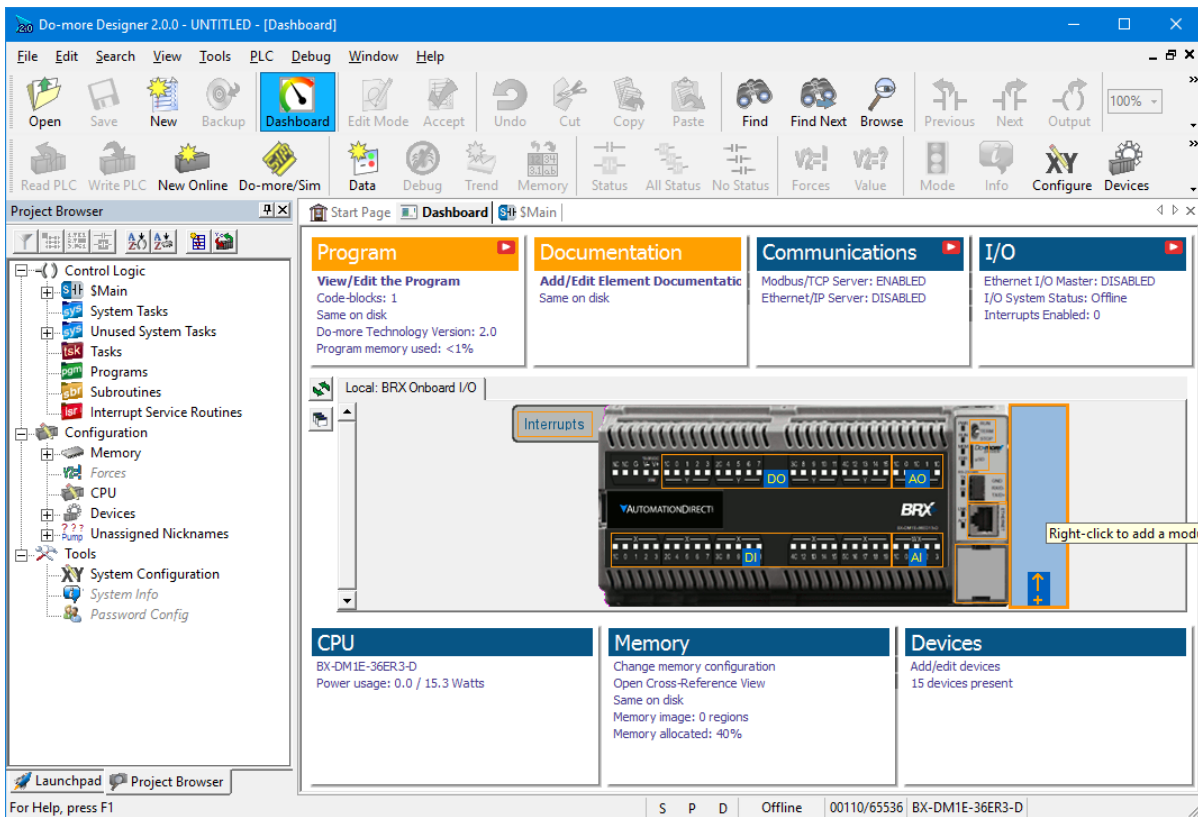 Do-more Designer 2.0.0 - UNTITLED - [Dashboard]
File Edit Search View Tools PLC Debug Window Help
Open Save New Backup Dashboard Edit Mode Accept Undo Cut Copy Paste Find Find Next Browse Previous Next Output 100%
Read PLC Write PLC New Online Do-more/Sim Data Debug Trend Memory Status All Status No Status Forces Value Mode Info Configure Devices
Project Browser
Start Page Dashboard $Main
Control Logic
$Main
System Tasks
Unused System Tasks
Tasks
Programs
Subroutines
Interrupt Service Routines
Configuration
Memory
Forces
CPU
Devices
Unassigned Nicknames
Tools
System Configuration
System Info
Password Config
Launchpad Project Browser
Program
View/Edit the Program
Code-blocks: 1
Same on disk
Do-more Technology Version: 2.0
Program memory used: <1%
Documentation
Add/Edit Element Documentatic
Same on disk
Communications
Modbus/TCP Server: ENABLED
Ethernet/IP Server: DISABLED
I/O
Ethernet I/O Master: DISABLED
I/O System Status: Offline
Interrupts Enabled: 0
Local: BRX Onboard I/O
Interrupts
DO AO
AUTOMATIONDIRECT
BRX
DI AI
Right-click to add a modu
CPU
BX-DM1E-36ER3-D
Power usage: 0.0 / 15.3 Watts
Memory
Change memory configuration
Open Cross-Reference View
Same on disk
Memory image: 0 regions
Memory allocated: 40%
Devices
Add/edit devices
15 devices present
For Help, press F1
S P D Offline 00110/65536 BX-DM1E-36ER3-D